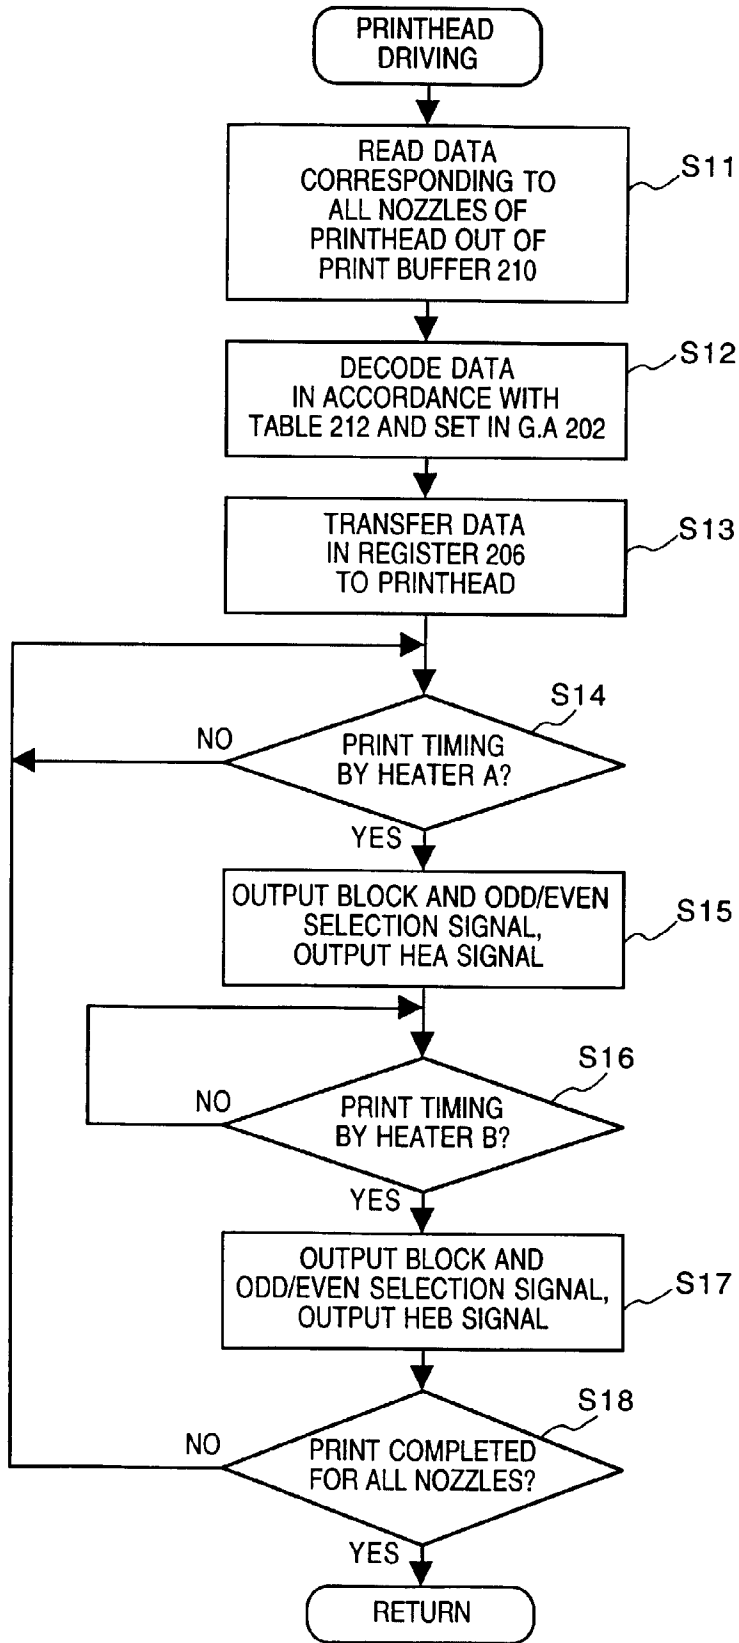 PRINTHEAD
DRIVING
READ DATA
CORRESPONDING TO
ALL NOZZLES OF
PRINTHEAD OUT OF
PRINT BUFFER 210
S11
DECODE DATA
IN ACCORDANCE WITH
TABLE 212 AND SET IN G.A 202
S12
TRANSFER DATA
IN REGISTER 206
TO PRINTHEAD
S13
S14
NO
PRINT TIMING
BY HEATER A?
YES
OUTPUT BLOCK AND ODD/EVEN
SELECTION SIGNAL,
OUTPUT HEA SIGNAL
S15
S16
NO
PRINT TIMING
BY HEATER B?
YES
OUTPUT BLOCK AND
ODD/EVEN SELECTION SIGNAL,
OUTPUT HEB SIGNAL
S17
S18
NO
PRINT COMPLETED
FOR ALL NOZZLES?
YES
RETURN